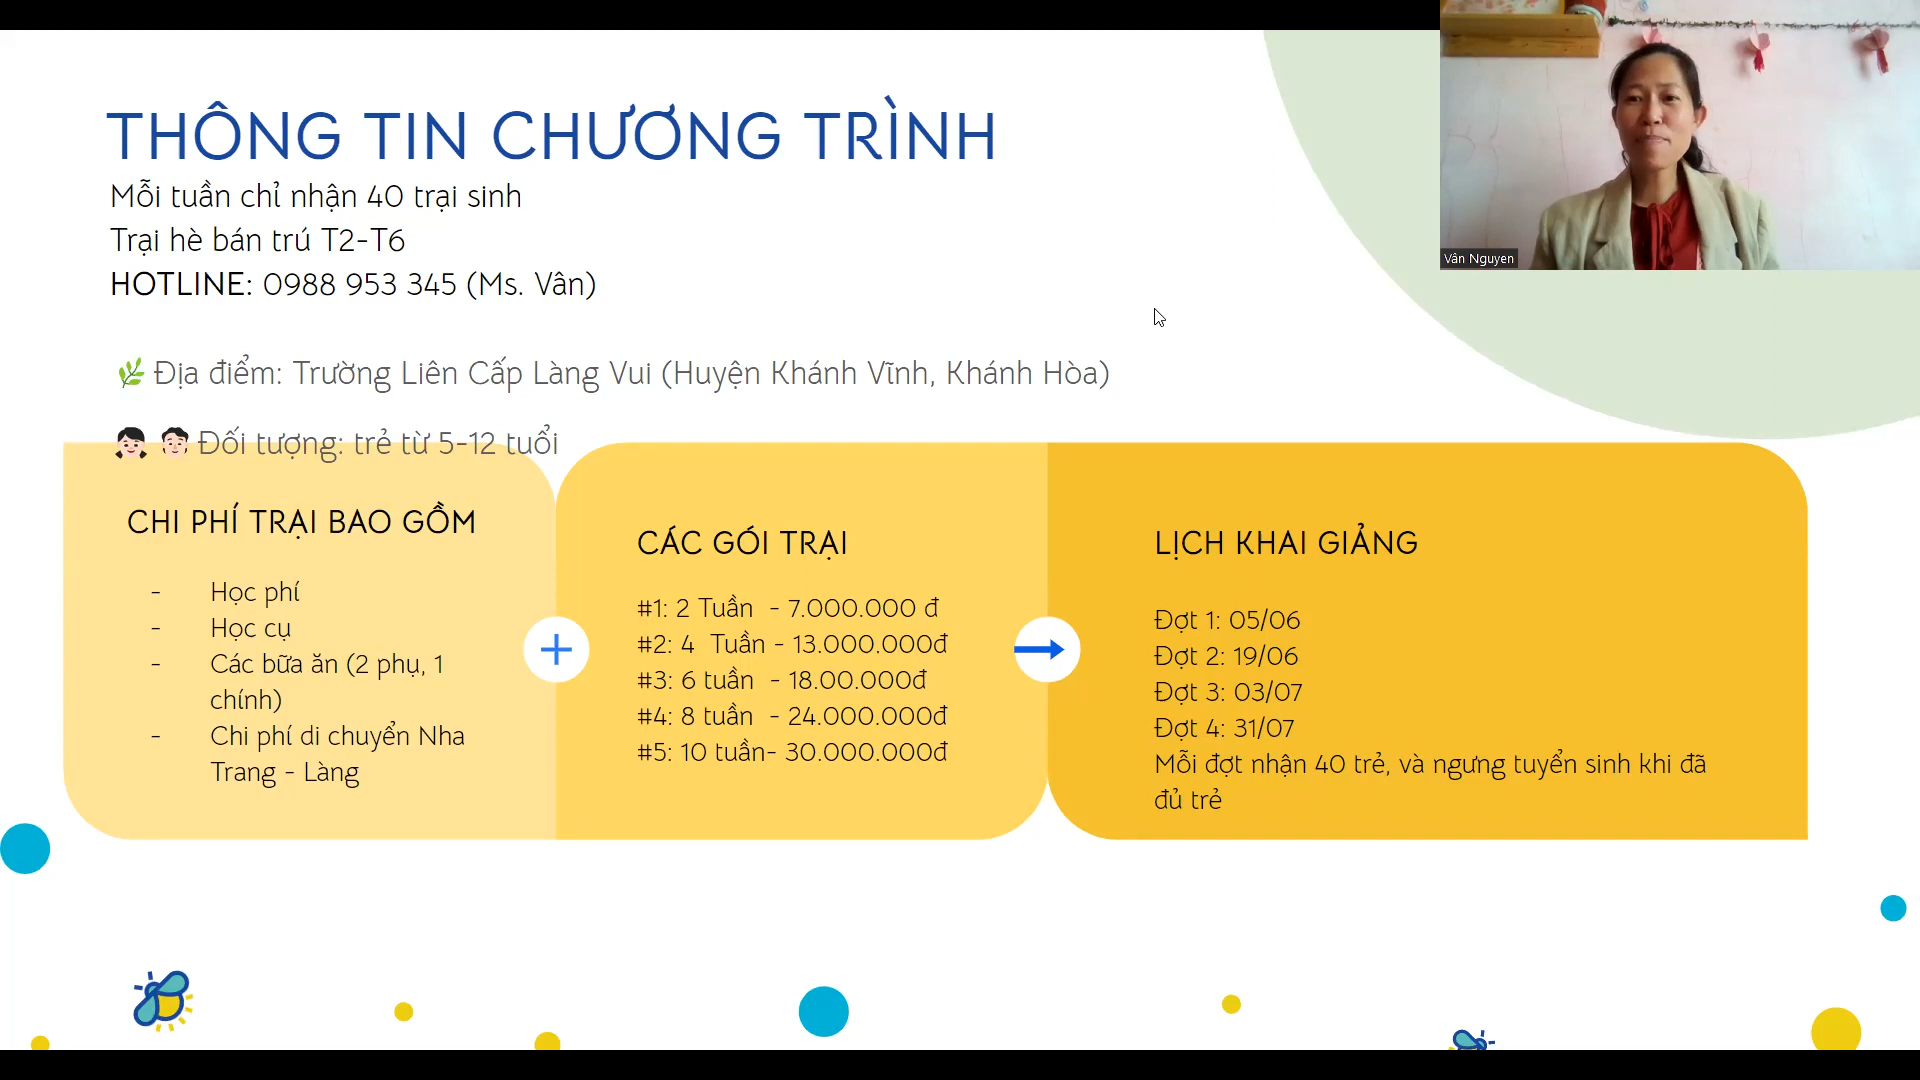 THÔNG TIN CHƯƠNG TRÌNH
Mỗi tuần chỉ nhận 40 trại sinh
Trại hè bán trú T2-T6
HOTLINE: 0988 953 345 (Ms. Vân)
Địa điểm: Trường Liên Cấp Làng Vui (Huyện Khánh Vĩnh, Khánh Hòa)
Đối tượng: trẻ từ 5-12 tuổi
CHI PHÍ TRẠI BAO GỒM
- Học phí
- Học cụ
- Các bữa ăn (2 phụ, 1
chính)
- Chi phí di chuyển Nha
Trang - Làng
CÁC GÓI TRẠI
#1: 2 Tuần - 7.000.000 đ
#2: 4 Tuần - 13.000.000đ
#3: 6 tuần - 18.00.000đ
#4: 8 tuần - 24.000.000đ
#5: 10 tuần- 30.000.000đ
LỊCH KHAI GIẢNG
Đợt 1: 05/06
Đợt 2: 19/06
Đợt 3: 03/07
Đợt 4: 31/07
Mỗi đợt nhận 40 trẻ, và ngưng tuyển sinh khi đã
đủ trẻ
Vân Nguyen